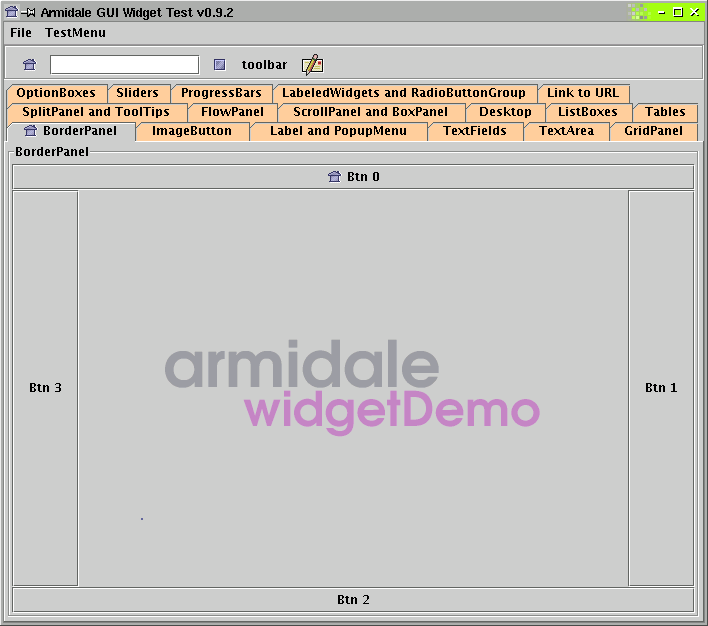 Armidale GUI Widget Test v0.9.2
File TestMenu
toolbar
OptionBoxes Sliders ProgressBars LabeledWidgets and RadioButtonGroup Link to URL
SplitPanel and ToolTips FlowPanel ScrollPanel and BoxPanel Desktop ListBoxes Tables
BorderPanel ImageButton Label and PopupMenu TextFields TextArea GridPanel
BorderPanel
Btn 0
armidale
Btn 3 Btn 1
widgetDemo
Btn 2